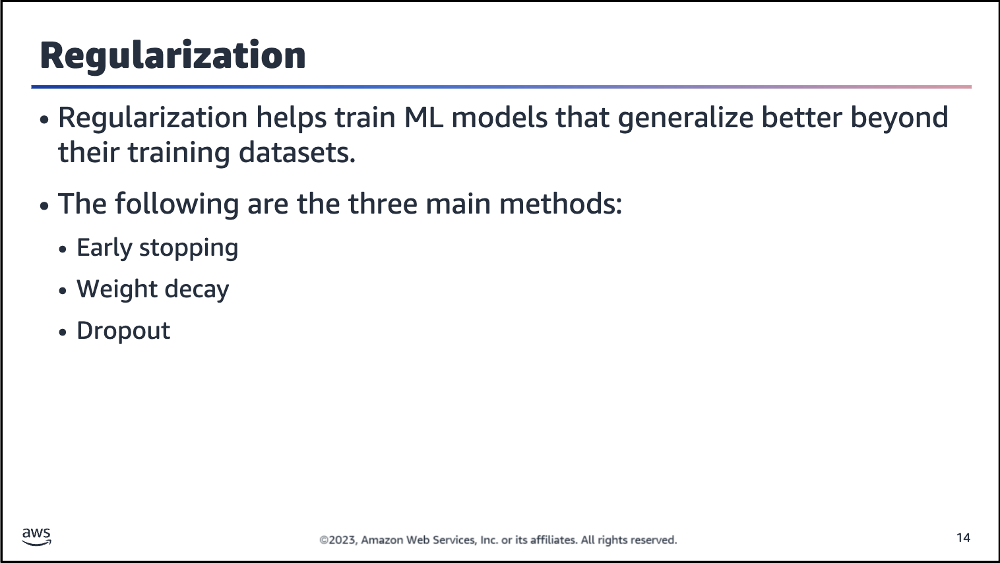 Regularization
• Regularization helps train ML models that generalize better beyond
their training datasets.
• The following are the three main methods:
• Early stopping
• Weight decay
• Dropout
aws
©2023, Amazon Web Services, Inc. or its affiliates. All rights reserved.
14